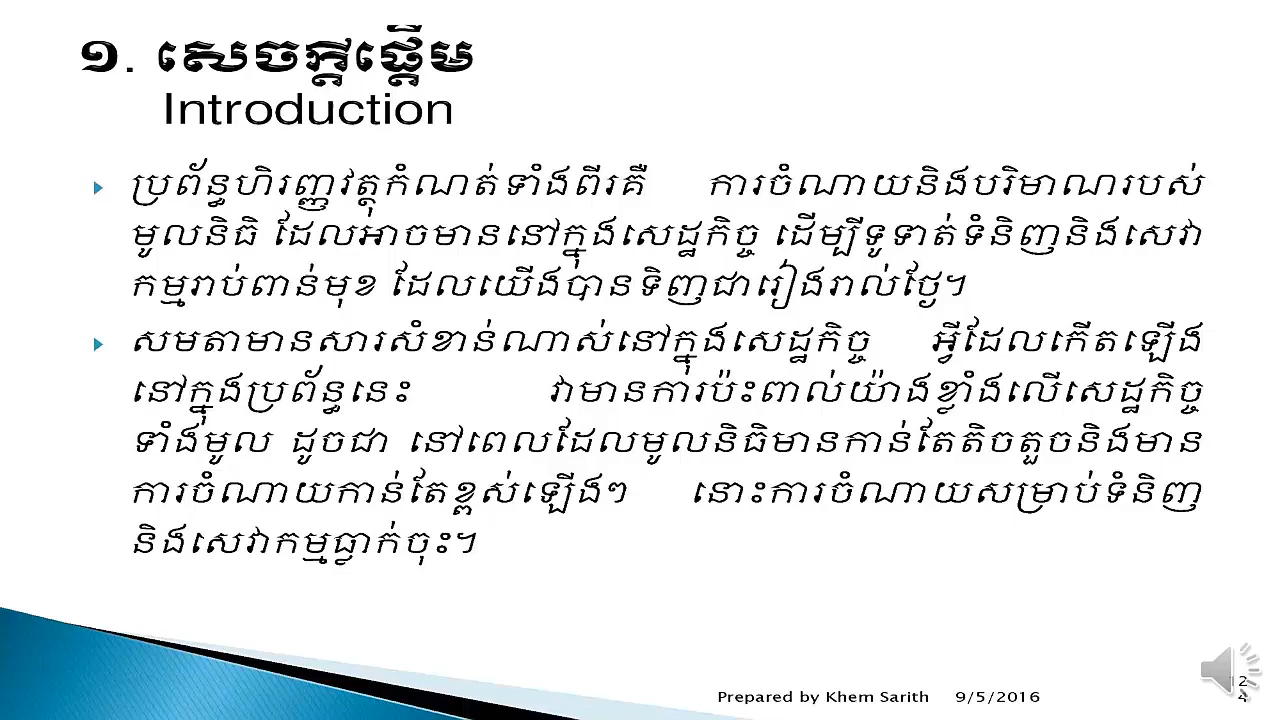 ១. សេចក្តីផ្តើម
Introduction
ប្រព័ន្ធហិរញ្ញវត្ថុកំណត់ទាំងពីរគឺ ការចំណាយនិងបរិមាណរបស់
មូលនិធិ ដែលអាចមាននៅក្នុងសេដ្ឋកិច្ច ដើម្បីទូទាត់ទំនិញនិងសេវា
កម្មរាប់ពាន់មុខ ដែលយើងបានទិញជារៀងរាល់ថ្ងៃ។
សមតាមានសារសំខាន់ណាស់នៅក្នុងសេដ្ឋកិច្ច អ្វីដែលកើតឡើង
នៅក្នុងប្រព័ន្ធនេះ វាមានការប៉ះពាល់យ៉ាងខ្លាំងលើសេដ្ឋកិច្ច
ទាំងមូល ដូចជា នៅពេលដែលមូលនិធិមានកាន់តែតិចតួចនិងមាន
ការចំណាយកាន់តែខ្ពស់ឡើងៗ នោះការចំណាយសម្រាប់ទំនិញ
និងសេវាកម្មធ្លាក់ចុះ។
Prepared by Khem Sarith 9/5/2016
12
4